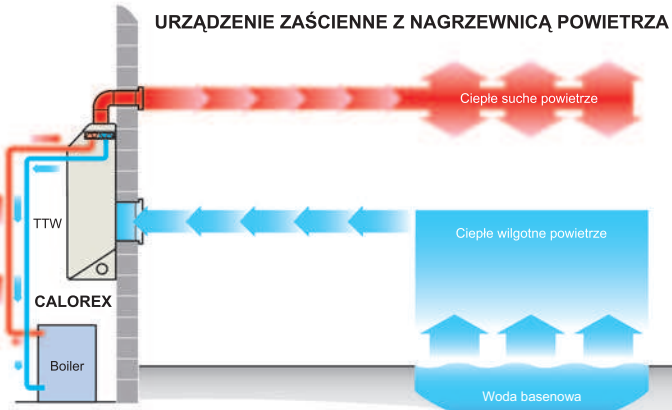 URZĄDZENIE ZAŚCIENNE Z NAGRZEWNICĄ POWIETRZA
Ciepłe suche powietrze
TTW
Ciepłe wilgotne powietrze
CALOREX
Boiler
Woda basenowa